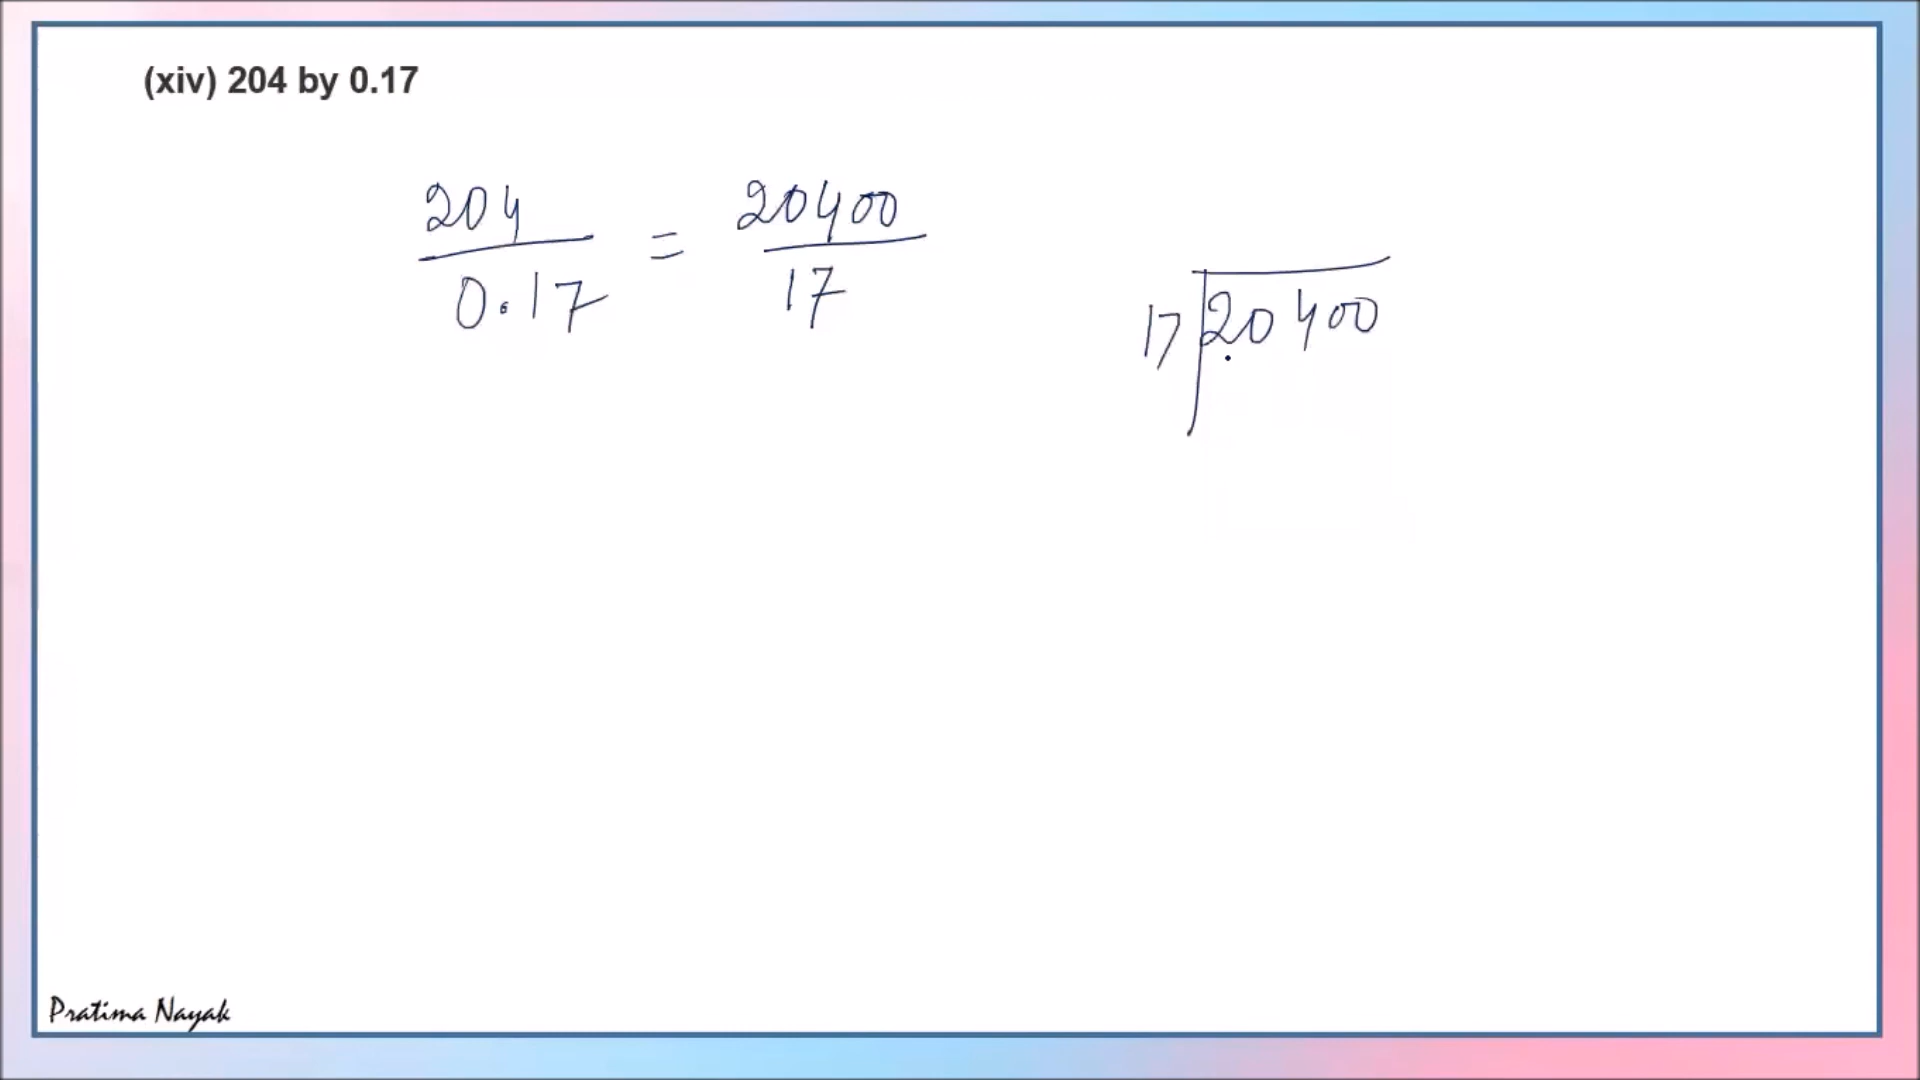 (xiv) 204 by 0.17
204 / 0.17 = 20400 / 17
17 20400
Pratima Nayak